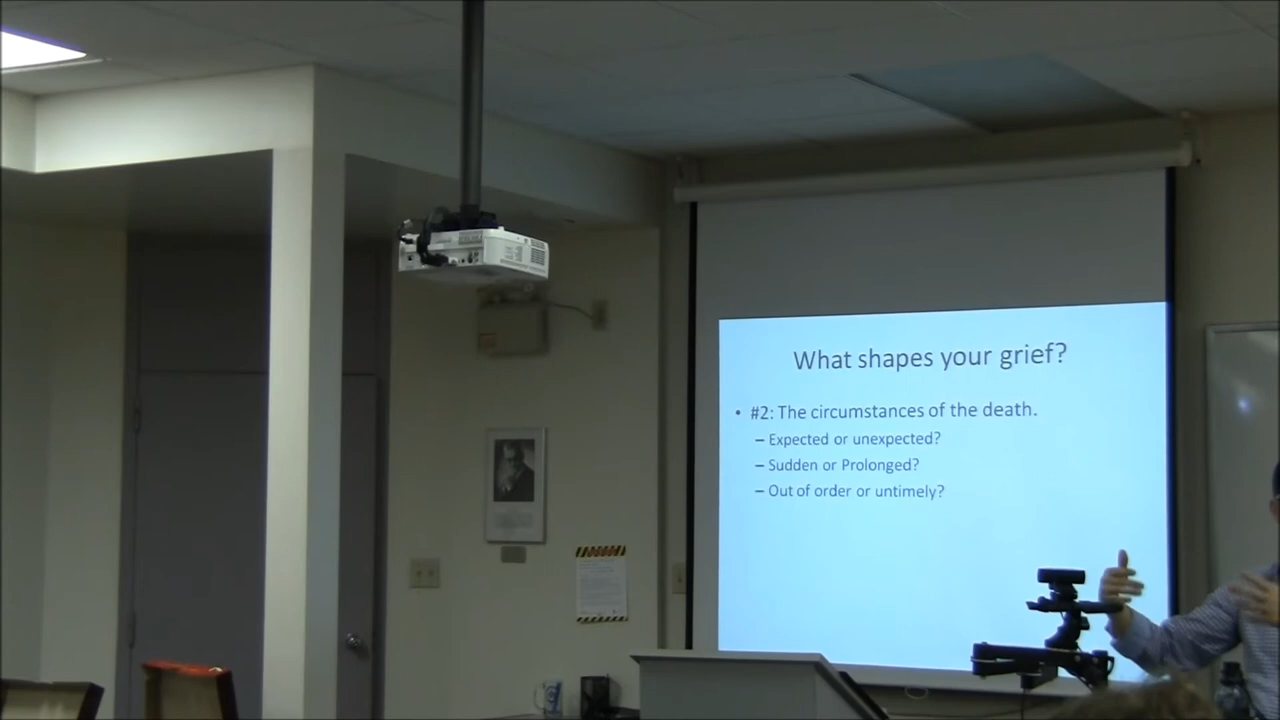 What shapes your grief?
• #2: The circumstances of the death.
– Expected or unexpected?
– Sudden or Prolonged?
– Out of order or untimely?